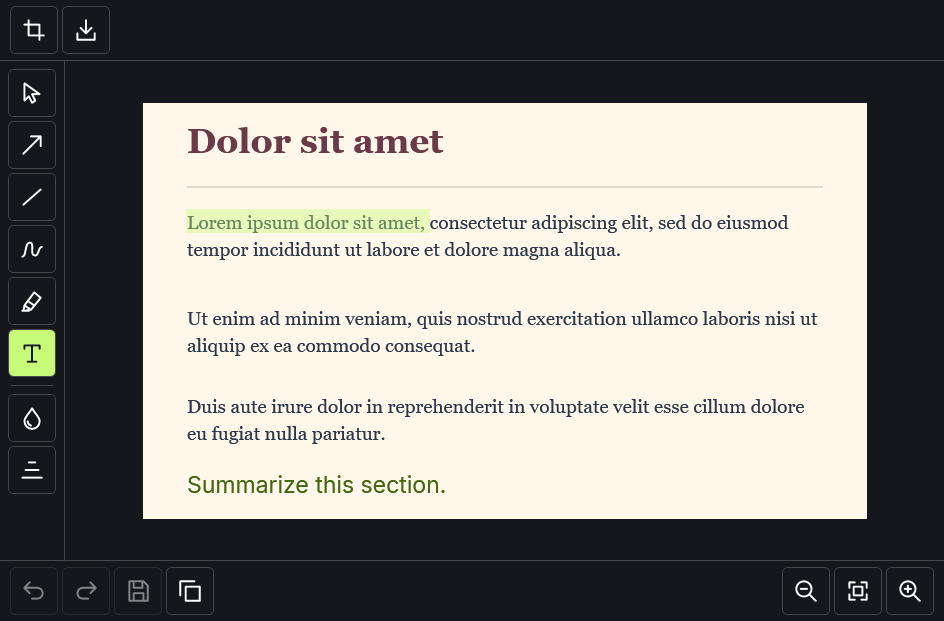 Dolor sit amet
Lorem ipsum dolor sit amet, consectetur adipiscing elit, sed do eiusmod
tempor incididunt ut labore et dolore magna aliqua.
Ut enim ad minim veniam, quis nostrud exercitation ullamco laboris nisi ut
aliquip ex ea commodo consequat.
Duis aute irure dolor in reprehenderit in voluptate velit esse cillum dolore
eu fugiat nulla pariatur.
Summarize this section.